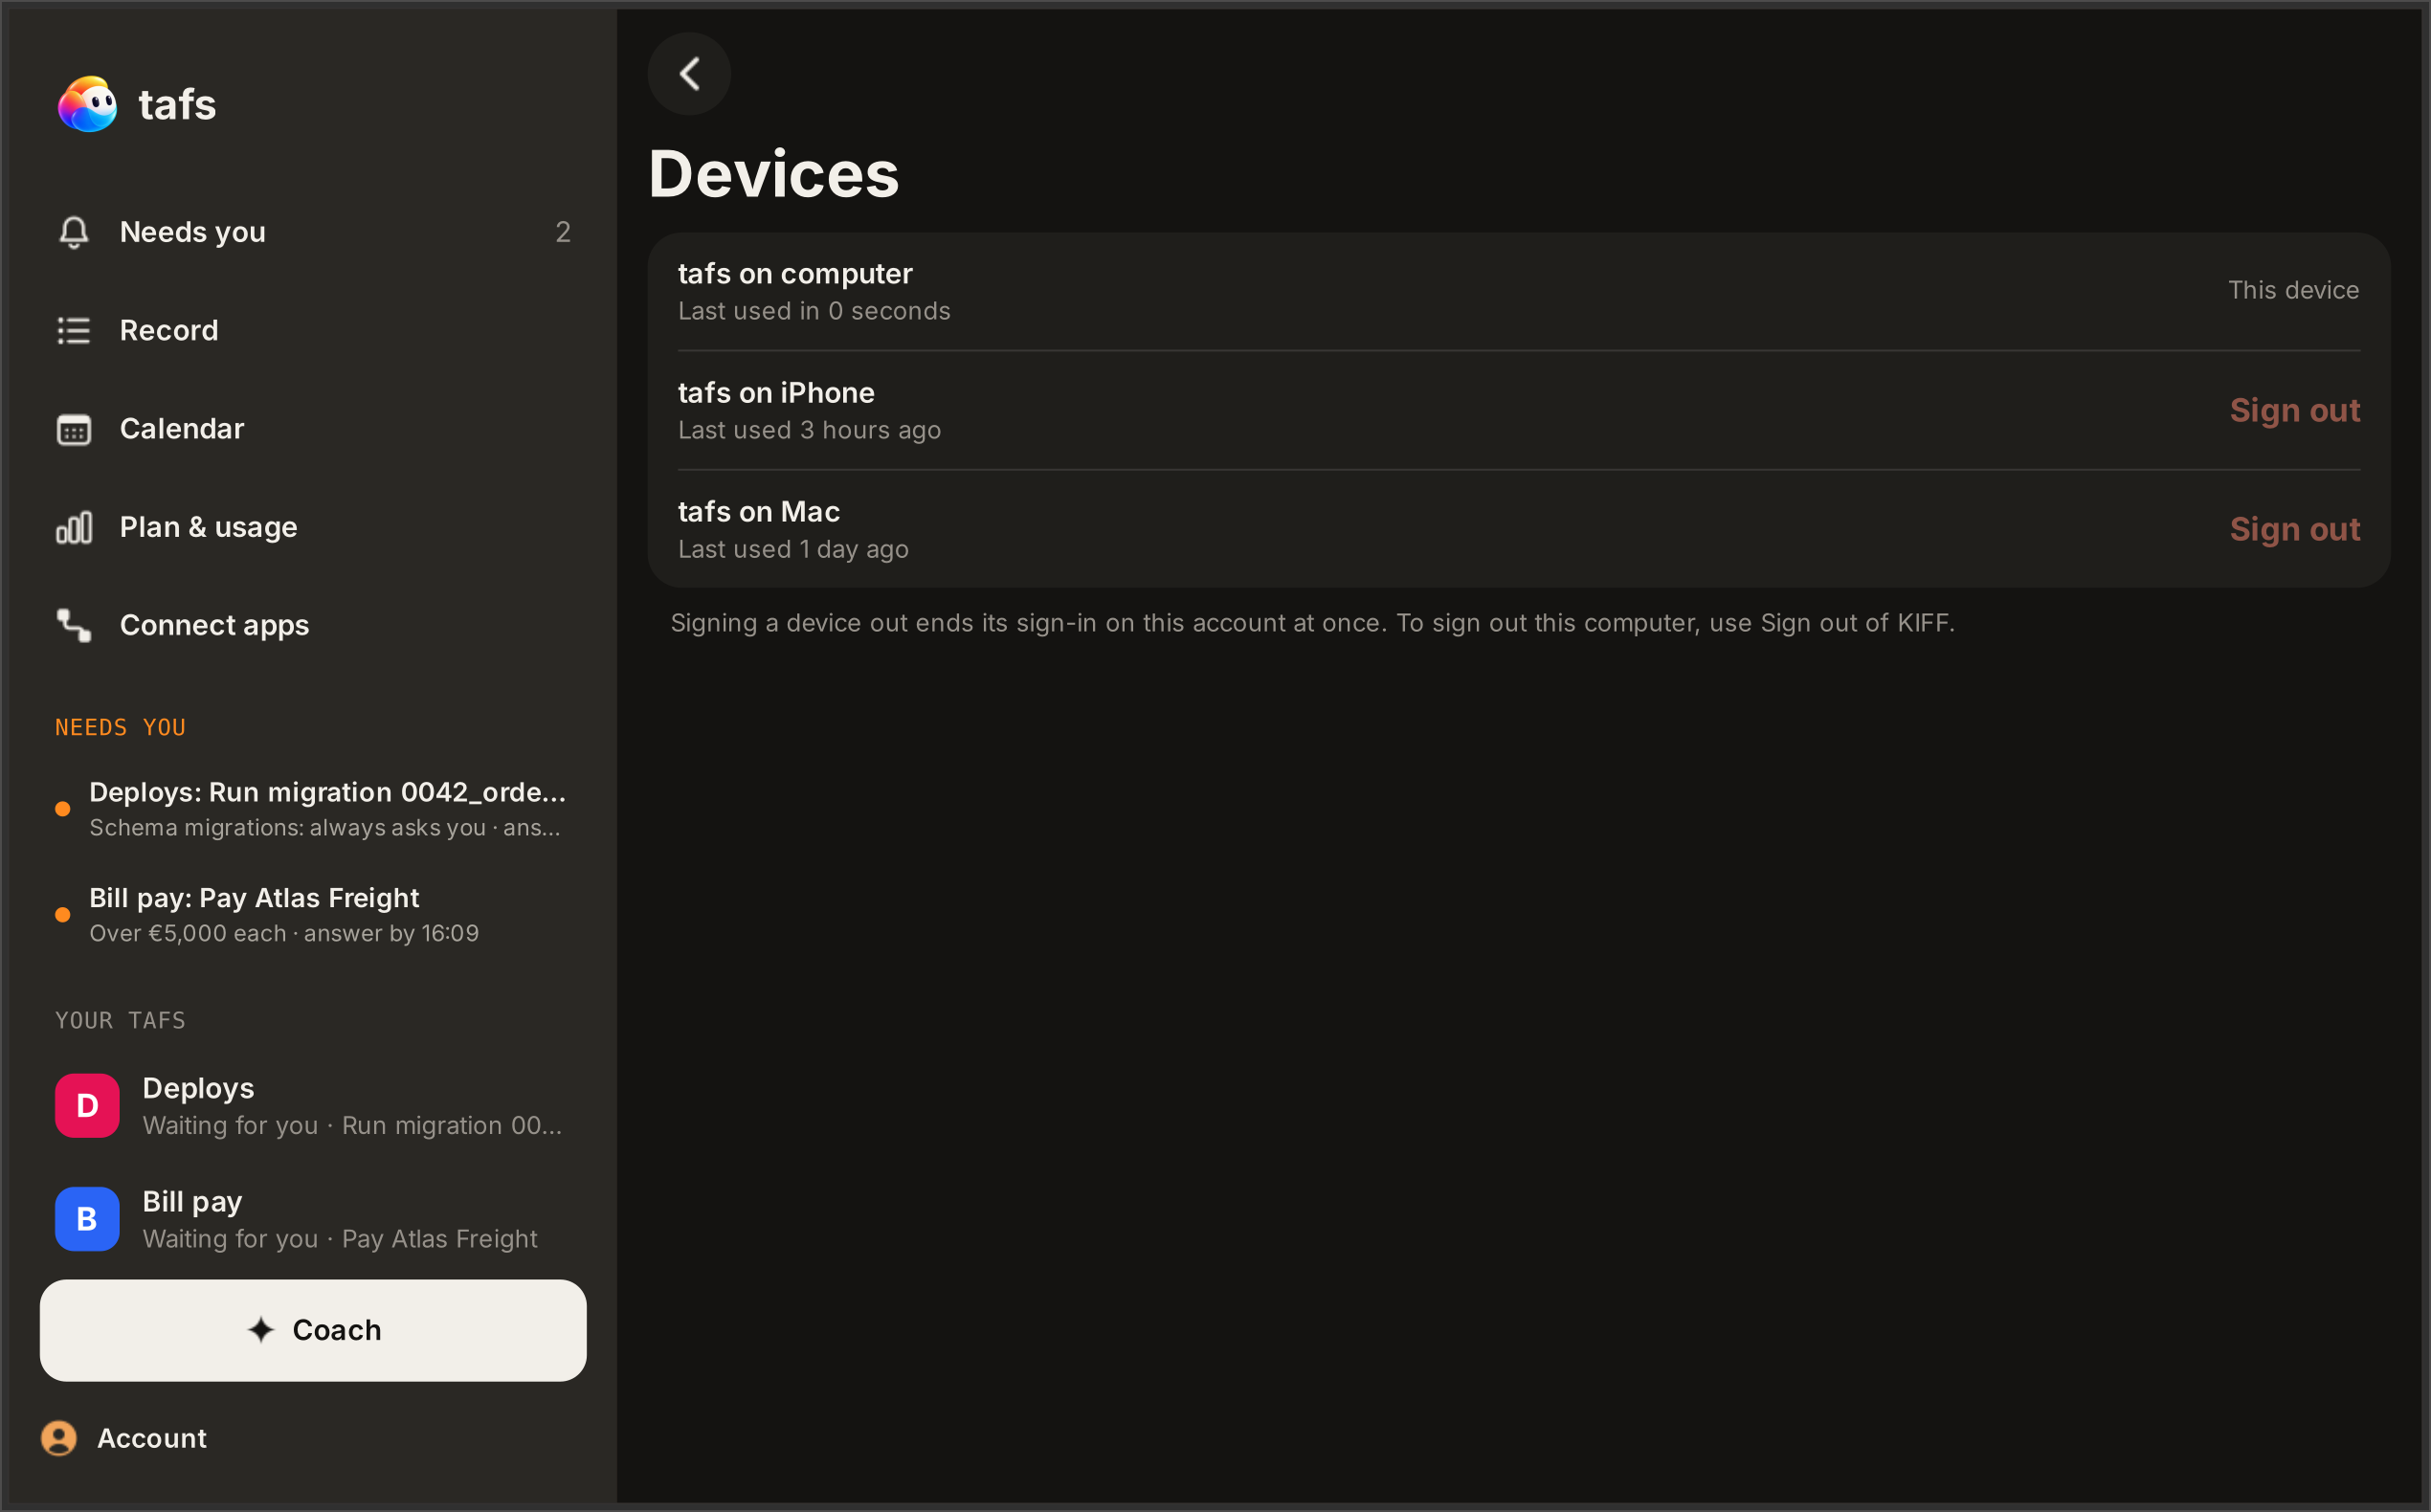 tafs
Needs you 2
Record
Calendar
Plan & usage
Connect apps
NEEDS YOU
Deploys: Run migration 0042_orde...
Schema migrations: always asks you · ans...
Bill pay: Pay Atlas Freight
Over €5,000 each · answer by 16:09
YOUR TAFS
D
Deploys
Waiting for you · Run migration 00...
B
Bill pay
Waiting for you · Pay Atlas Freight
Coach
Account
Devices
tafs on computer
Last used in 0 seconds
This device
tafs on iPhone
Last used 3 hours ago
Sign out
tafs on Mac
Last used 1 day ago
Sign out
Signing a device out ends its sign-in on this account at once. To sign out this computer, use Sign out of KIFF.